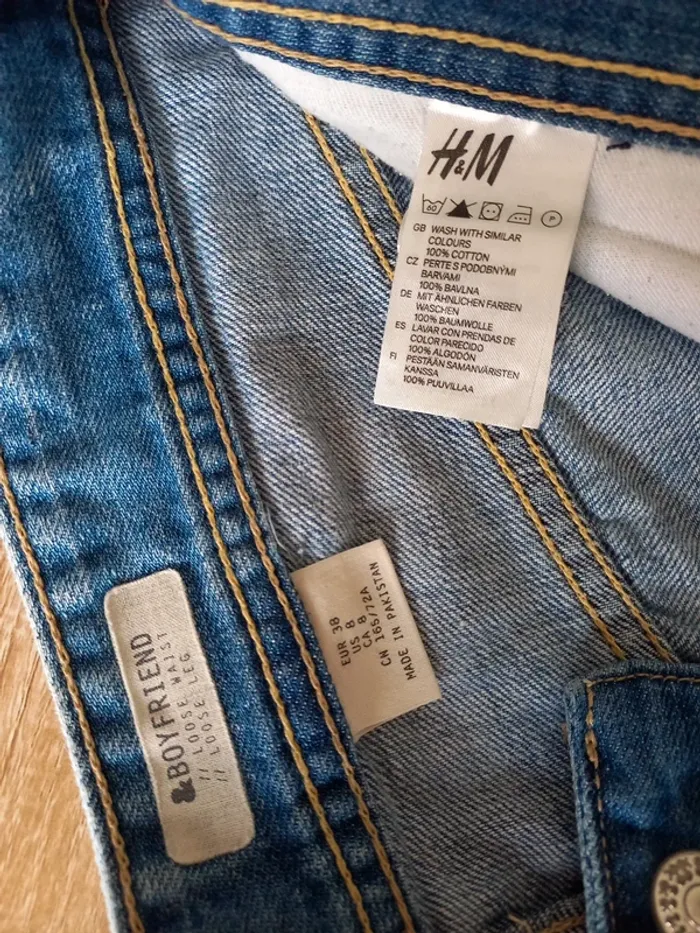 H&M
60
P
GB WASH WITH SIMILAR
COLOURS
100% COTTON
CZ PERTE S PODOBNÝMI
BARVAMI
100% BAVLNA
DE MIT ÄHNLICHEN FARBEN
WASCHEN
100% BAUMWOLLE
ES LAVAR CON PRENDAS DE
COLOR PARECIDO
100% ALGODÓN
FI PESTÄÄN SAMANVÄRISTEN
KANSSA
100% PUUVILLAA
EUR 38
US 8
CA 8
CN 165/72A
MADE IN PAKISTAN
&BOYFRIEND
// LOOSE WAIST
// LOOSE LEG